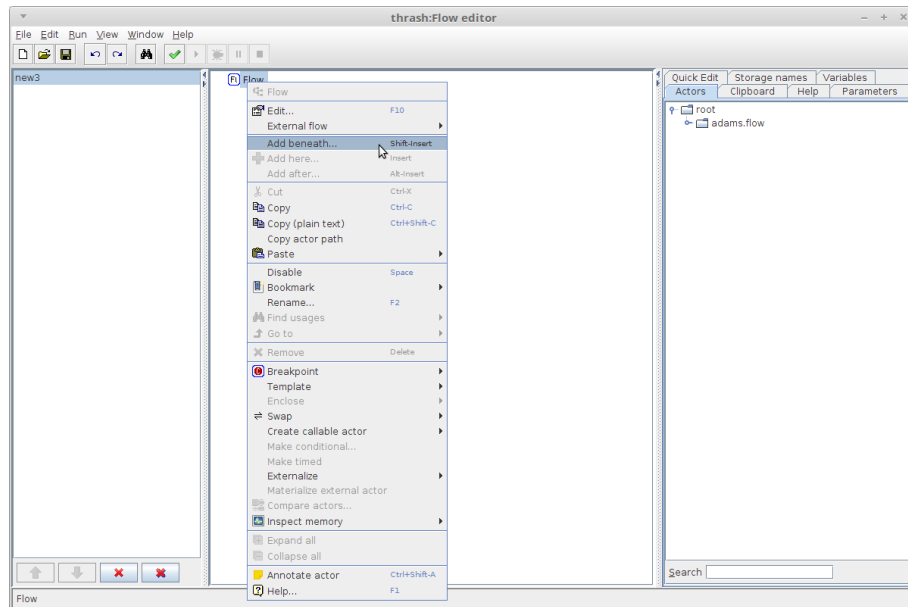 thrash:Flow editor
File Edit Run View Window Help
new3
Flow
Flow
Edit... F10
External flow
Add beneath... Shift-Insert
Add here... Insert
Add after... Alt-Insert
Cut Ctrl-X
Copy Ctrl-C
Copy (plain text) Ctrl+Shift-C
Copy actor path
Paste
Disable Space
Bookmark
Rename... F2
Find usages
Go to
Remove Delete
Breakpoint
Template
Enclose
Swap
Create callable actor
Make conditional...
Make timed
Externalize
Materialize external actor
Compare actors...
Inspect memory
Expand all
Collapse all
Annotate actor Ctrl+Shift-A
Help... F1
Quick Edit Storage names Variables
Actors Clipboard Help Parameters
root
adams.flow
Search
Flow